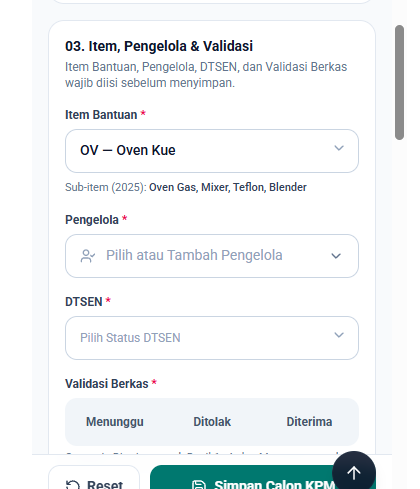 03. Item, Pengelola & Validasi
Item Bantuan, Pengelola, DTSEN, dan Validasi Berkas
wajib diisi sebelum menyimpan.
Item Bantuan *
OV — Oven Kue
Sub-item (2025): Oven Gas, Mixer, Teflon, Blender
Pengelola *
Pilih atau Tambah Pengelola
DTSEN *
Pilih Status DTSEN
Validasi Berkas *
Menunggu Ditolak Diterima
Reset Simpan Calon KPM